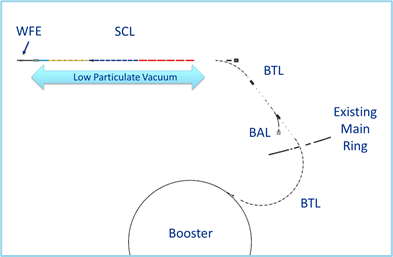 WFE
SCL
Low Particulate Vacuum
BTL
BAL
Existing
Main
Ring
BTL
Booster